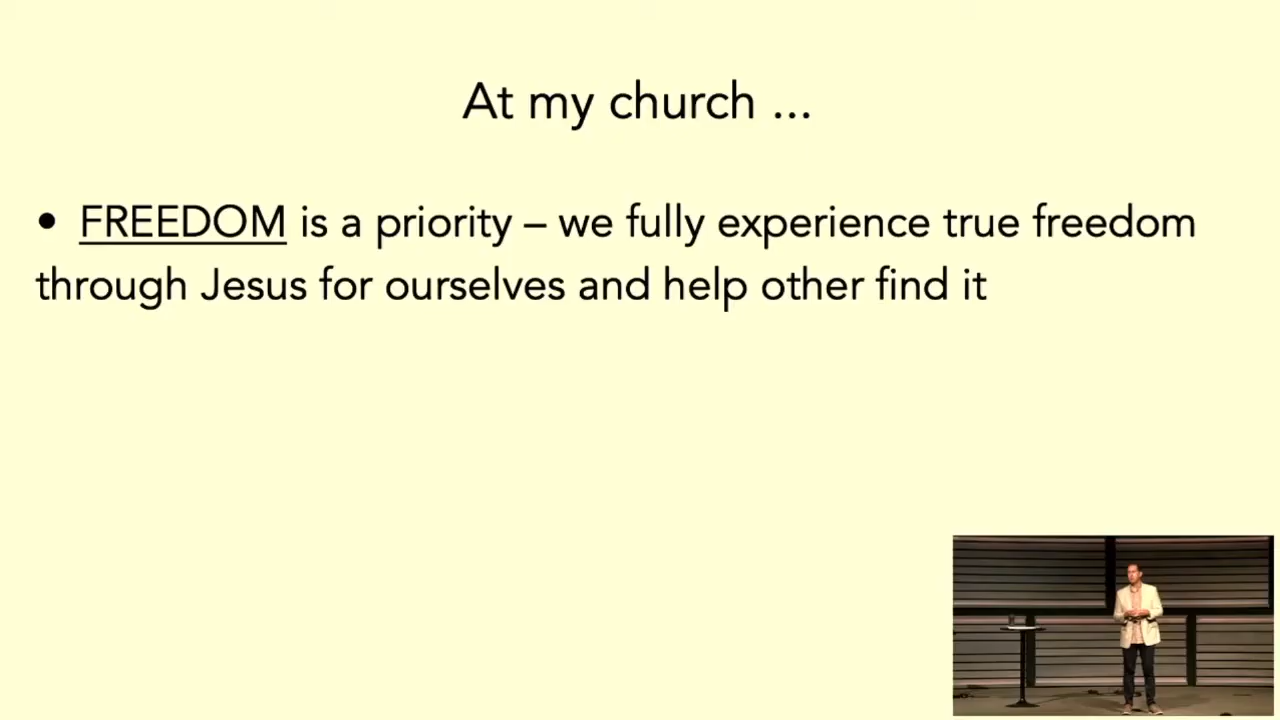 At my church ...
• FREEDOM is a priority – we fully experience true freedom
through Jesus for ourselves and help other find it